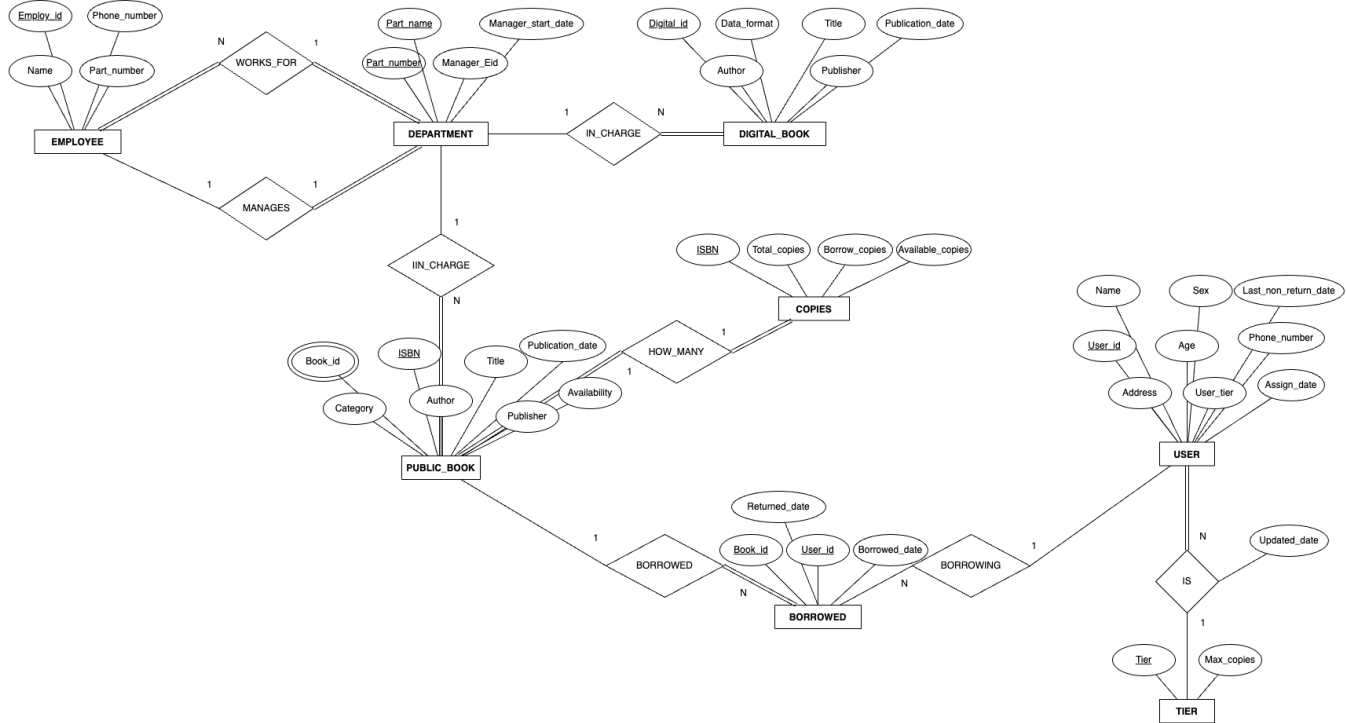 Employ_id
Phone_number
Name
Part_number
EMPLOYEE
N
WORKS_FOR
1
1
MANAGES
1
Part_name
Manager_start_date
Part_number
Manager_Eid
DEPARTMENT
1
IN_CHARGE
N
Digital_id
Data_format
Title
Publication_date
Author
Publisher
DIGITAL_BOOK
1
IIN_CHARGE
N
ISBN
Total_copies
Borrow_copies
Available_copies
COPIES
1
HOW_MANY
1
Book_id
ISBN
Title
Publication_date
Category
Author
Publisher
Availability
PUBLIC_BOOK
1
BORROWED
N
Returned_date
Book_id
User_id
Borrowed_date
BORROWED
N
BORROWING
1
Name
Sex
Last_non_return_date
User_id
Age
Phone_number
Address
User_tier
Assign_date
USER
N
IS
Updated_date
1
Tier
Max_copies
TIER